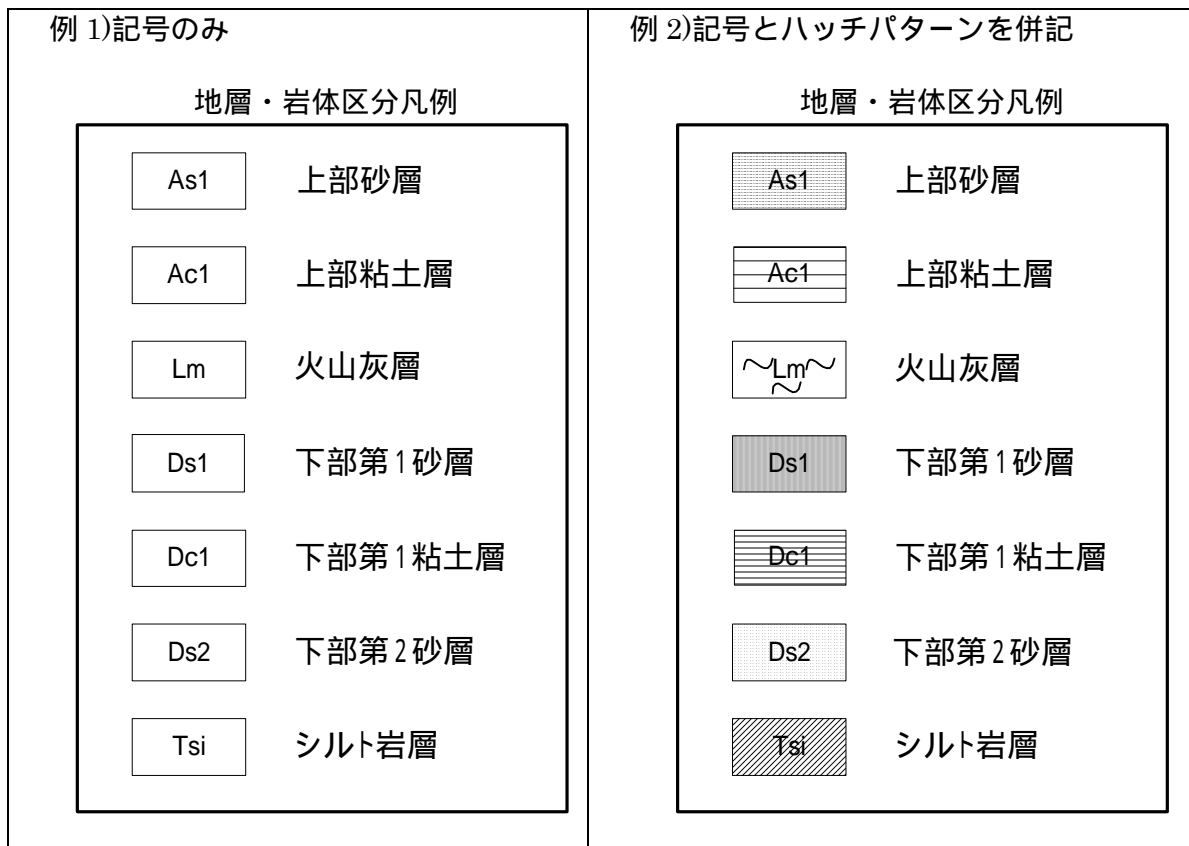 例 1)記号のみ
地層・岩体区分凡例
As1 上部砂層
Ac1 上部粘土層
Lm 火山灰層
Ds1 下部第1砂層
Dc1 下部第1粘土層
Ds2 下部第2砂層
Tsi シルト岩層
例 2)記号とハッチパターンを併記
地層・岩体区分凡例
As1 上部砂層
Ac1 上部粘土層
Lm 火山灰層
Ds1 下部第1砂層
Dc1 下部第1粘土層
Ds2 下部第2砂層
Tsi シルト岩層